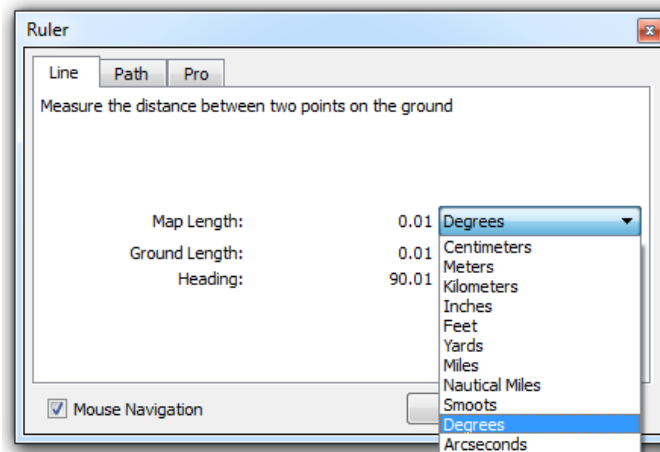 Ruler
Line Path Pro
Measure the distance between two points on the ground
Map Length: 0.01 Degrees
Ground Length: 0.01
Heading: 90.01
Centimeters
Meters
Kilometers
Inches
Feet
Yards
Miles
Nautical Miles
Smoots
Degrees
Arcseconds
Mouse Navigation